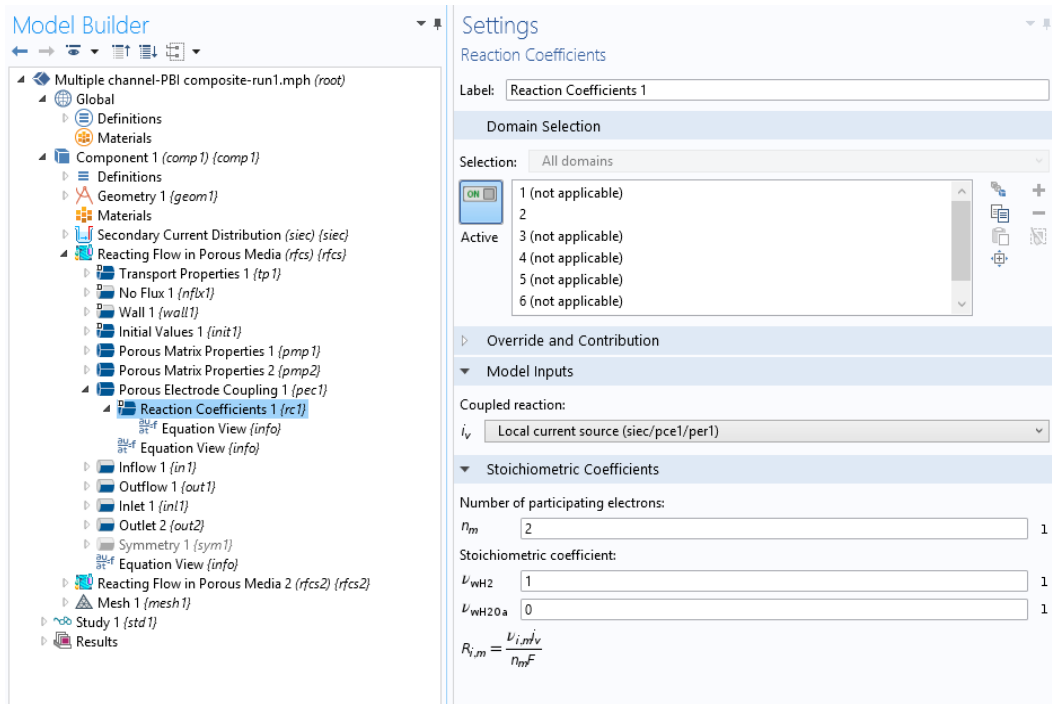 Model Builder
Multiple channel-PBI composite-run1.mph (root)
Global
Definitions
Materials
Component 1 (comp1) {comp1}
Definitions
Geometry 1 {geom1}
Materials
Secondary Current Distribution (siec) {siec}
Reacting Flow in Porous Media (rfcs) {rfcs}
Transport Properties 1 {tp1}
No Flux 1 {nflx1}
Wall 1 {wall1}
Initial Values 1 {init1}
Porous Matrix Properties 1 {pmp1}
Porous Matrix Properties 2 {pmp2}
Porous Electrode Coupling 1 {pec1}
Reaction Coefficients 1 {rc1}
Equation View {info}
Equation View {info}
Inflow 1 {in1}
Outflow 1 {out1}
Inlet 1 {inl1}
Outlet 2 {out2}
Symmetry 1 {sym1}
Equation View {info}
Reacting Flow in Porous Media 2 (rfcs2) {rfcs2}
Mesh 1 {mesh1}
Study 1 {std1}
Results
Settings
Reaction Coefficients
Label: Reaction Coefficients 1
Domain Selection
Selection: All domains
ON
Active
1 (not applicable)
2
3 (not applicable)
4 (not applicable)
5 (not applicable)
6 (not applicable)
Override and Contribution
Model Inputs
Coupled reaction:
iᵥ Local current source (siec/pce1/per1)
Stoichiometric Coefficients
Number of participating electrons:
nₘ 2 1
Stoichiometric coefficient:
ν_wH2 1 1
ν_wH20a 0 1
R_i,m = ν_i,m iᵥ / nₘF